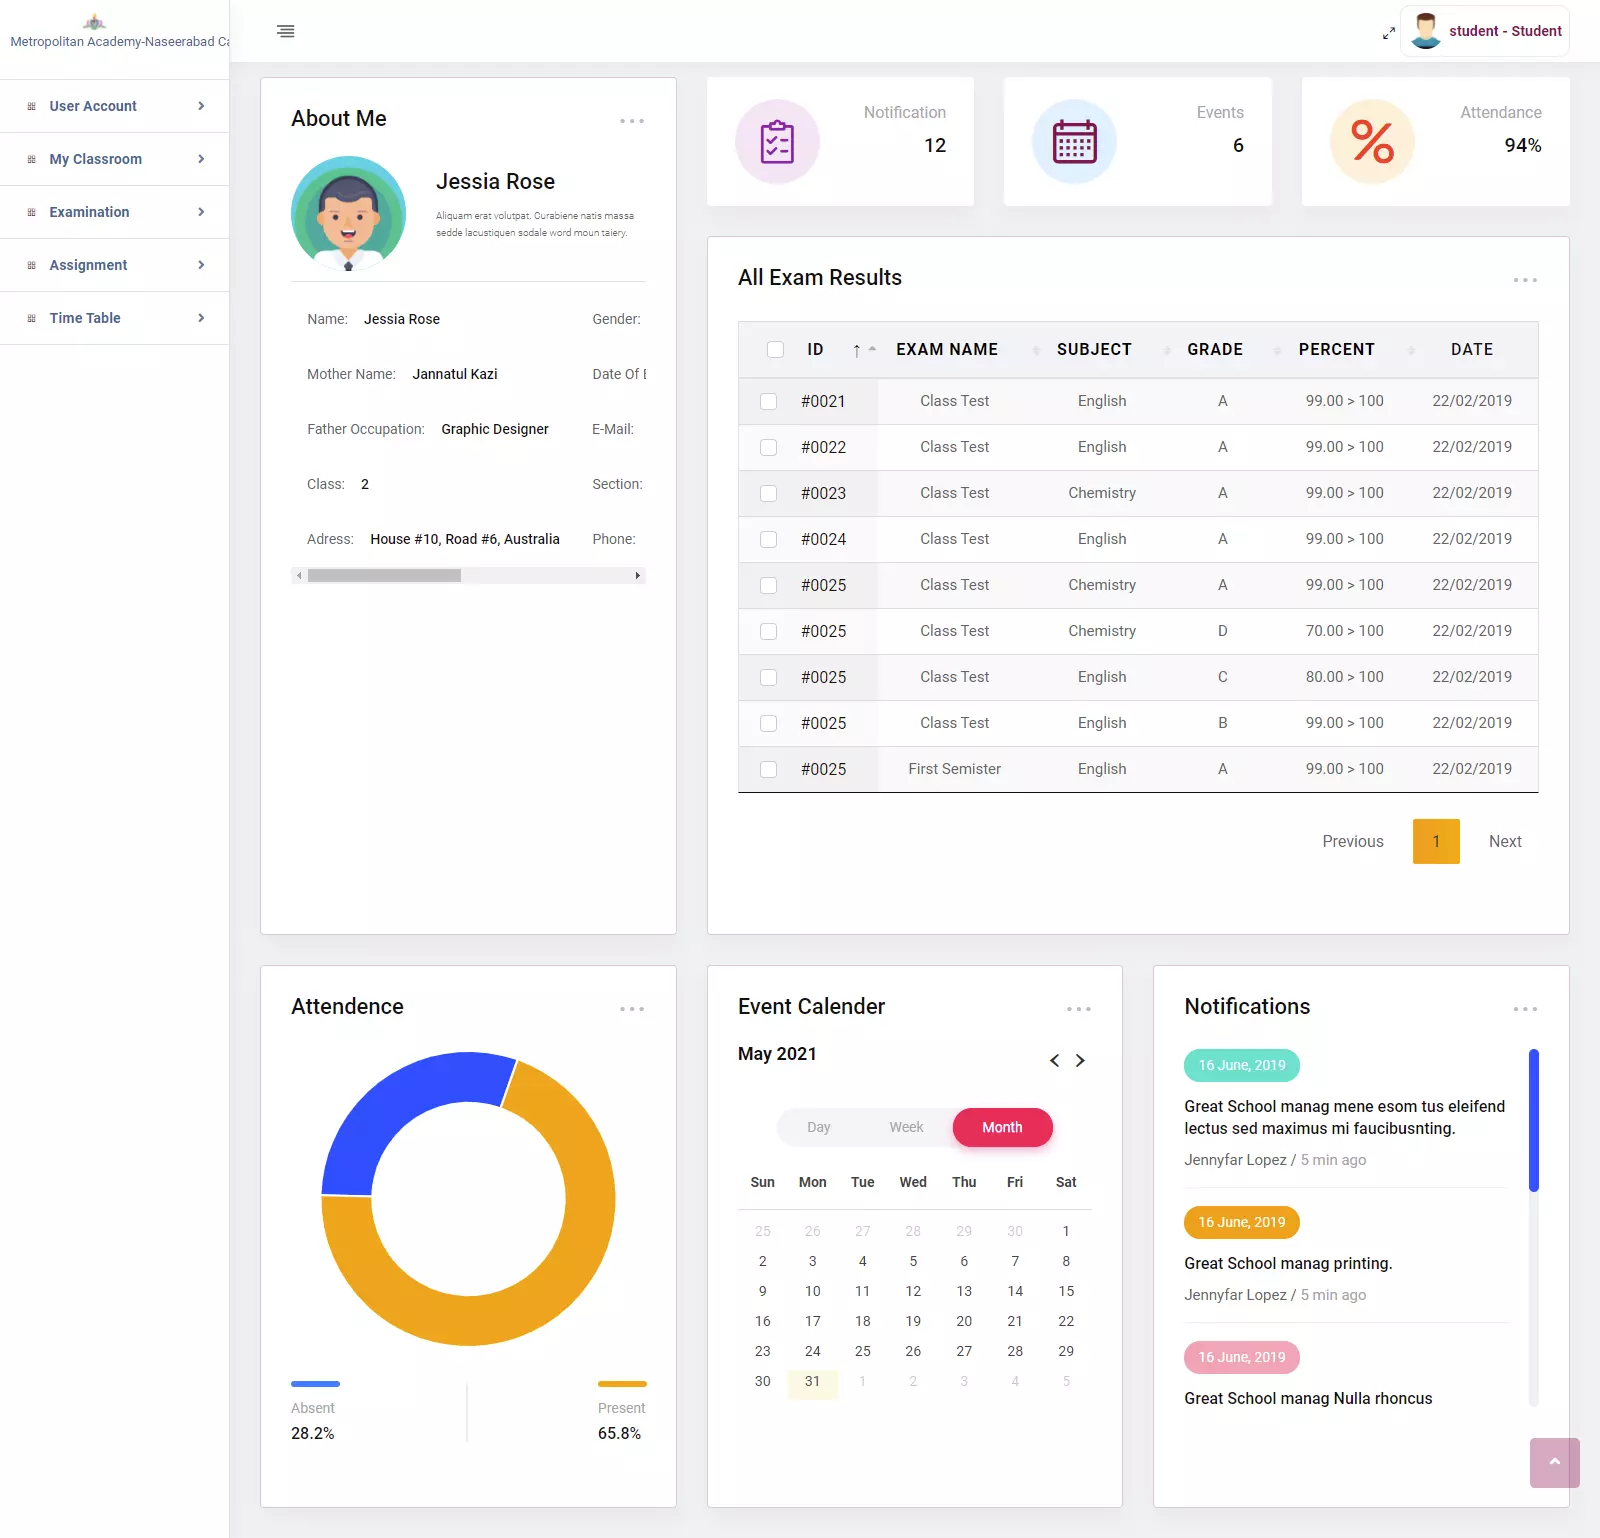 Metropolitan Academy-Naseerabad Ca
student - Student
User Account
My Classroom
Examination
Assignment
Time Table
About Me
Jessia Rose
Aliquam erat volutpat. Curabiene natis massa
sedde lacustiquen sodale word moun taiery.
Name: Jessia Rose Gender:
Mother Name: Jannatul Kazi Date Of
Father Occupation: Graphic Designer E-Mail:
Class: 2 Section:
Adress: House #10, Road #6, Australia Phone:
Notification
12
Events
6
Attendance
94%
All Exam Results
ID EXAM NAME SUBJECT GRADE PERCENT DATE
#0021 Class Test English A 99.00 > 100 22/02/2019
#0022 Class Test English A 99.00 > 100 22/02/2019
#0023 Class Test Chemistry A 99.00 > 100 22/02/2019
#0024 Class Test English A 99.00 > 100 22/02/2019
#0025 Class Test Chemistry A 99.00 > 100 22/02/2019
#0025 Class Test Chemistry D 70.00 > 100 22/02/2019
#0025 Class Test English C 80.00 > 100 22/02/2019
#0025 Class Test English B 99.00 > 100 22/02/2019
#0025 First Semister English A 99.00 > 100 22/02/2019
Previous 1 Next
Attendence
Absent
28.2%
Present
65.8%
Event Calender
May 2021
Day Week Month
Sun Mon Tue Wed Thu Fri Sat
25 26 27 28 29 30 1
2 3 4 5 6 7 8
9 10 11 12 13 14 15
16 17 18 19 20 21 22
23 24 25 26 27 28 29
30 31 1 2 3 4 5
Notifications
16 June, 2019
Great School manag mene esom tus eleifend
lectus sed maximus mi faucibusnting.
Jennyfar Lopez / 5 min ago
16 June, 2019
Great School manag printing.
Jennyfar Lopez / 5 min ago
16 June, 2019
Great School manag Nulla rhoncus